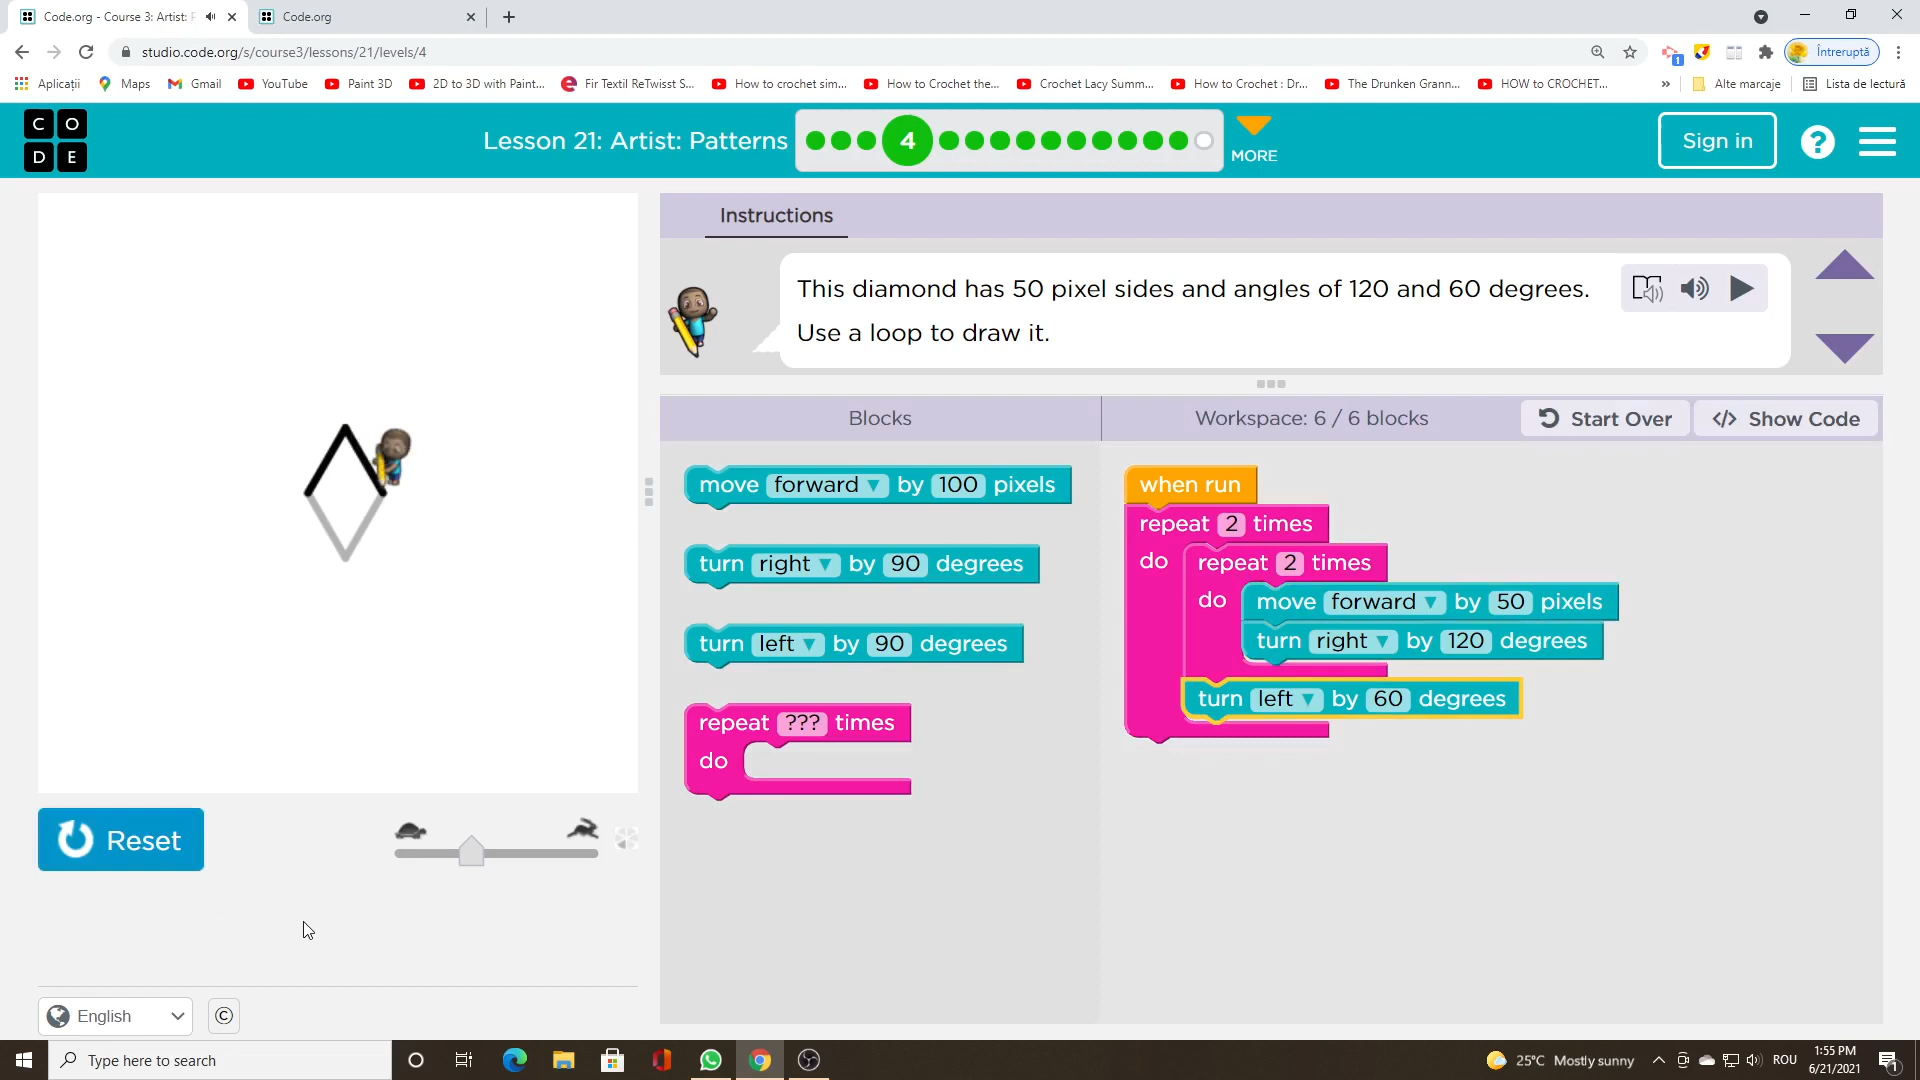 Code.org - Course 3: Artist: P
Code.org
studio.code.org/s/course3/lessons/21/levels/4
Întreruptă
Aplicații
Maps
Gmail
YouTube
Paint 3D
2D to 3D with Paint...
Fir Textil ReTwisst S...
How to crochet sim...
How to Crochet the...
Crochet Lacy Summ...
How to Crochet : Dr...
The Drunken Grann...
HOW to CROCHET...
»
Alte marcaje
Lista de lectură
C O
D E
Lesson 21: Artist: Patterns
4
MORE
Sign in
?
Instructions
This diamond has 50 pixel sides and angles of 120 and 60 degrees.
Use a loop to draw it.
Blocks
Workspace: 6 / 6 blocks
Start Over
</> Show Code
move forward ▼ by 100 pixels
turn right ▼ by 90 degrees
turn left ▼ by 90 degrees
repeat ??? times
do
when run
repeat 2 times
do
repeat 2 times
do
move forward ▼ by 50 pixels
turn right ▼ by 120 degrees
turn left ▼ by 60 degrees
Reset
English
©
Type here to search
25°C Mostly sunny
ROU
1:55 PM
6/21/2021
1
1